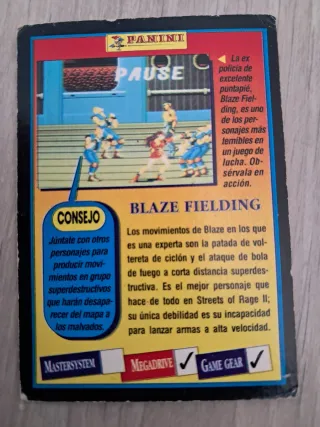 PANINI
PAUSE
La ex
policía de
excelente
puntapié,
Blaze Fiel-
ding, es uno
de los per-
sonajes más
temibles en
un juego de
lucha. Ob-
sérvala en
acción.
CONSEJO
Júntate con otros
personajes para
producir movi-
mientos en grupo
superdestructivos
que harán desapa-
recer del mapa a
los malvados.
BLAZE FIELDING
Los movimientos de Blaze en los que
es una experta son la patada de vol-
tereta de ciclón y el ataque de bola
de fuego a corta distancia superdes-
tructiva. Es el mejor personaje que
hace de todo en Streets of Rage II;
su única debilidad es su incapacidad
para lanzar armas a alta velocidad.
MASTERSYSTEM
MEGADRIVE ✓
GAME GEAR ✓